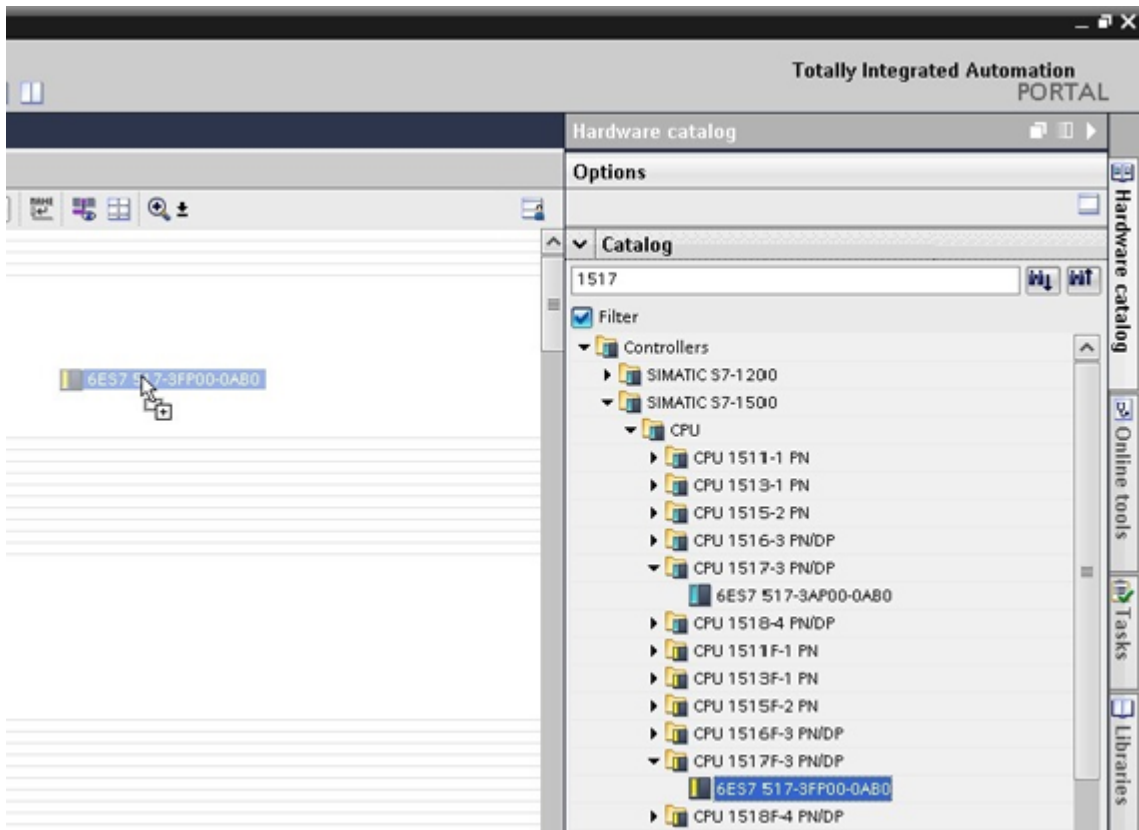 Totally Integrated Automation
PORTAL
Hardware catalog
Options
Catalog
1517
Filter
Controllers
SIMATIC S7-1200
SIMATIC S7-1500
CPU
CPU 1511-1 PN
CPU 1513-1 PN
CPU 1515-2 PN
CPU 1516-3 PN/DP
CPU 1517-3 PN/DP
6ES7 517-3AP00-0AB0
CPU 1518-4 PN/DP
CPU 1511F-1 PN
CPU 1513F-1 PN
CPU 1515F-2 PN
CPU 1516F-3 PN/DP
CPU 1517F-3 PN/DP
6ES7 517-3FP00-0AB0
CPU 1518F-4 PN/DP
6ES7 517-3FP00-0AB0
Hardware catalog
Online tools
Tasks
Libraries